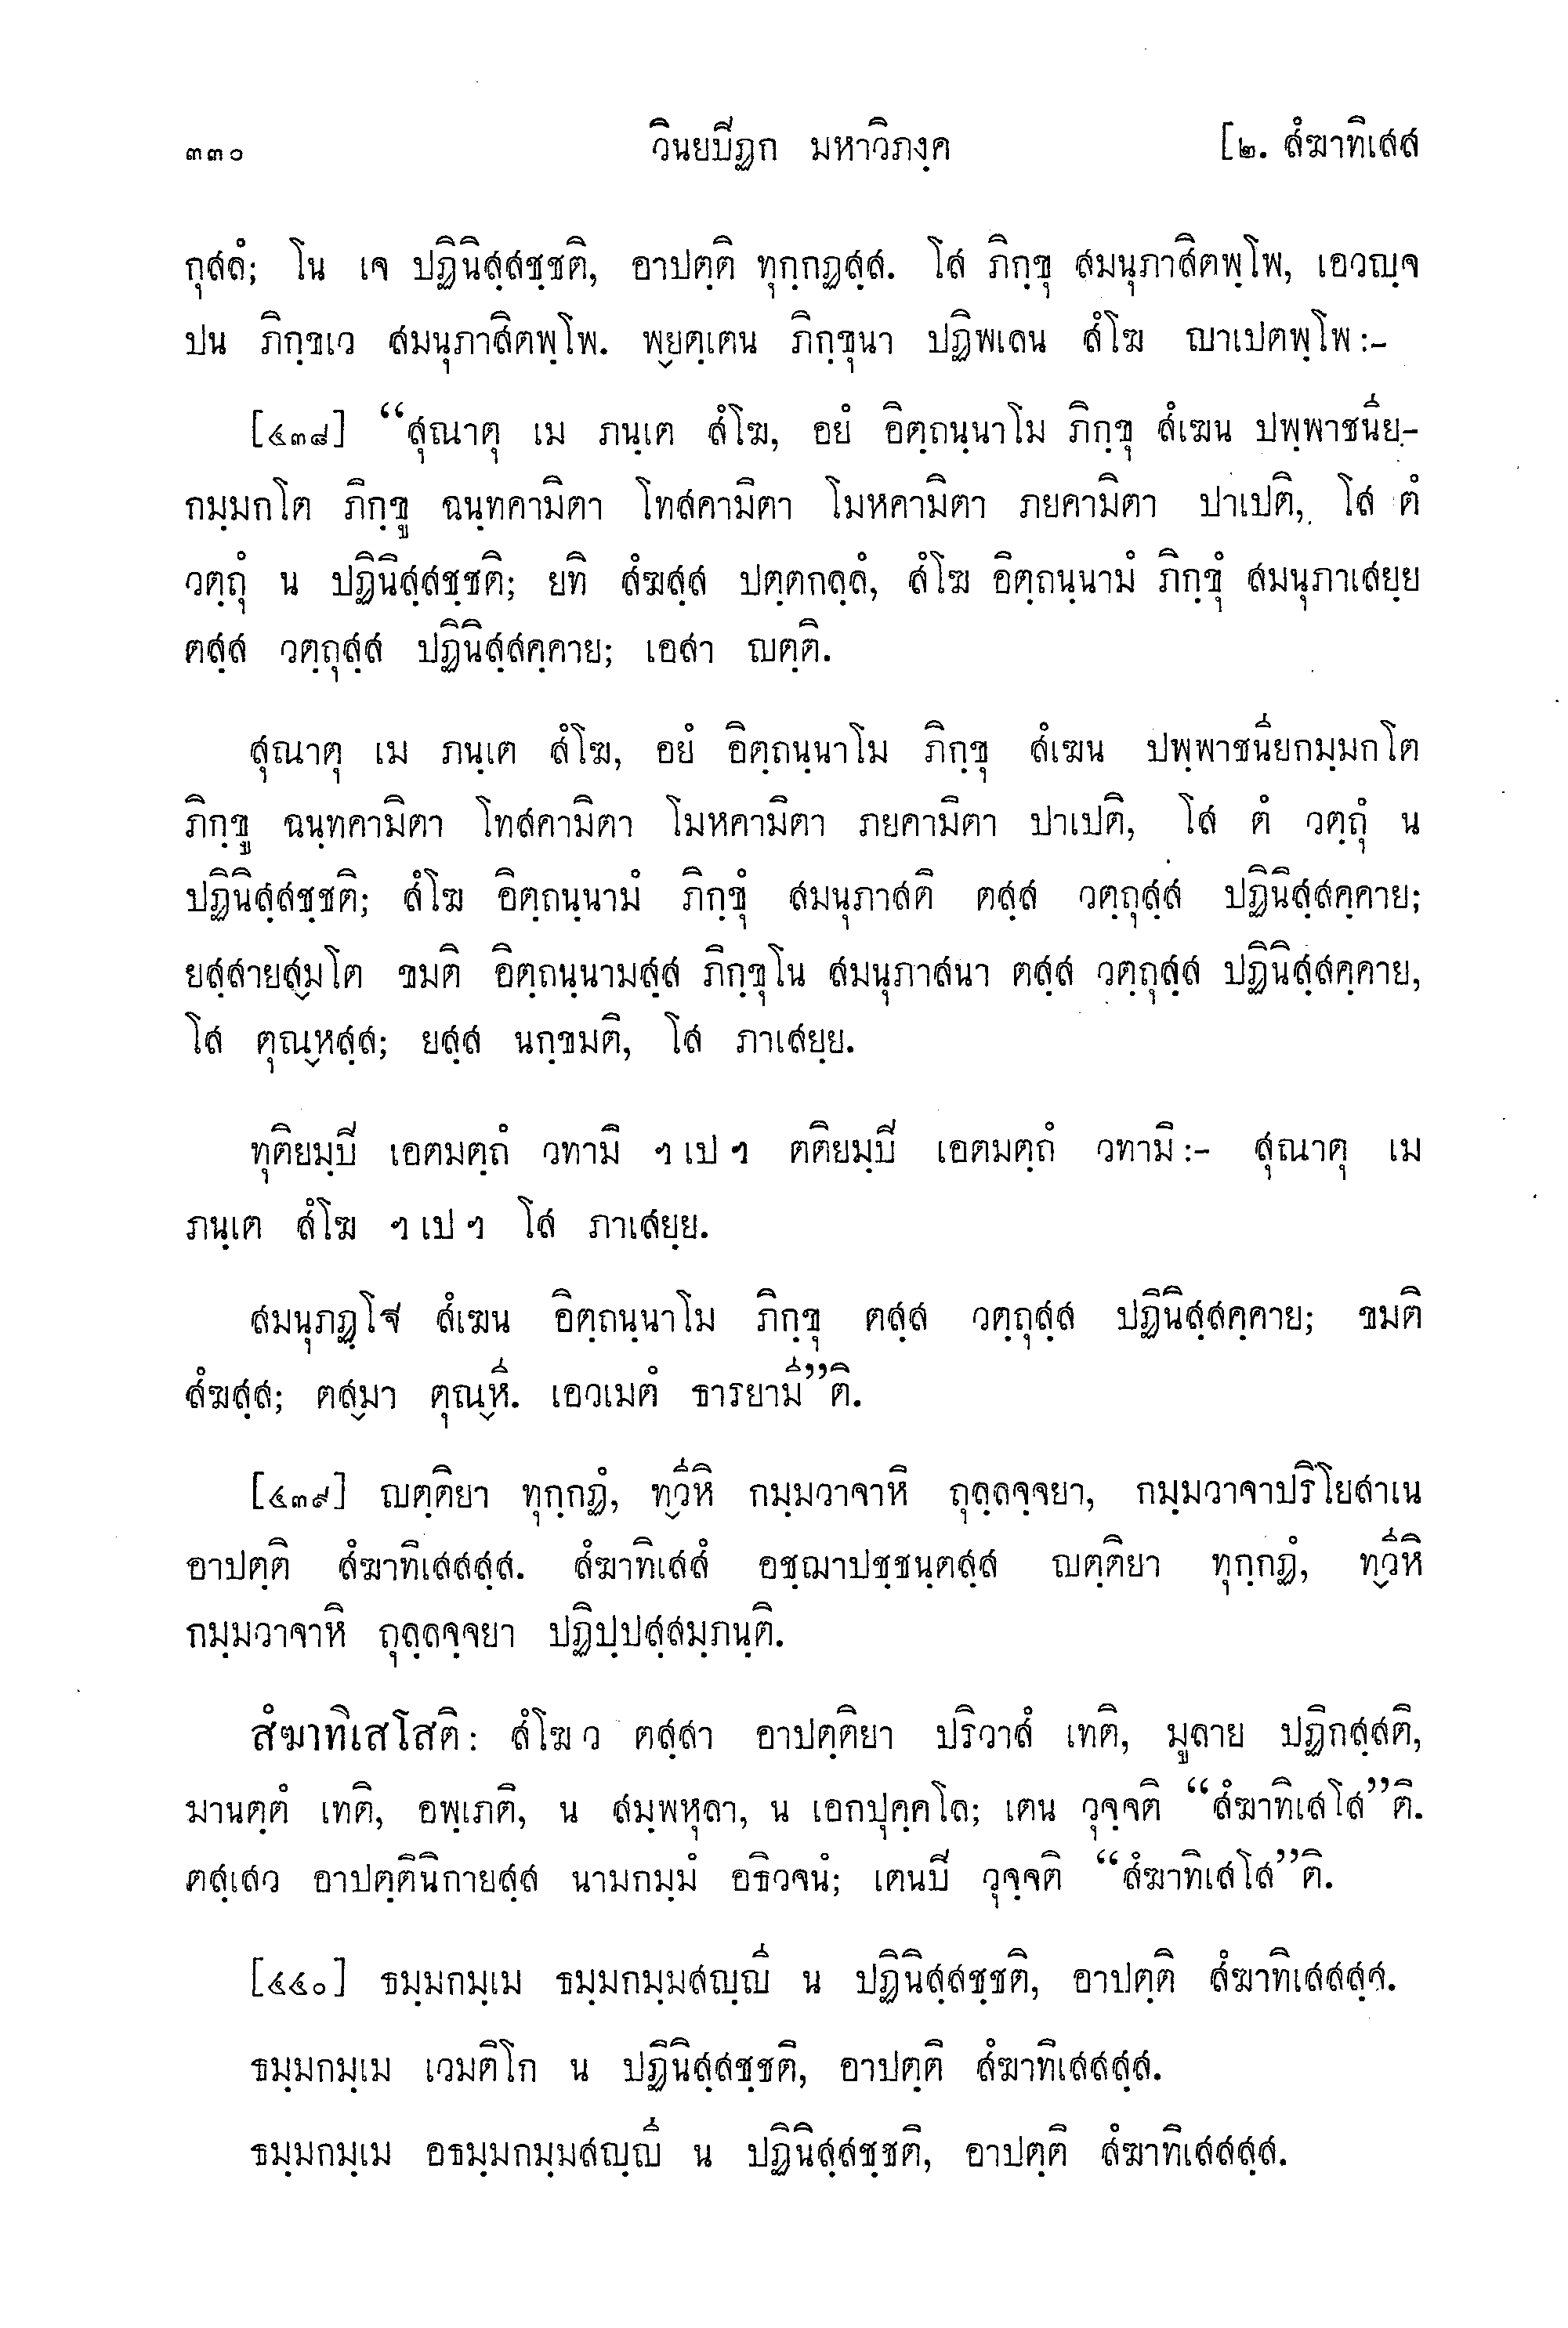 ๓๓๐ วินยปิฏก มหาวิภงฺค [๒. สํฆาทิเสส
กุสลํ; โน เจ ปฏินิสฺสชฺชติ, อาปตฺติ ทุกฺกฏสฺส. โส ภิกฺขุ สมนุภาสิตพฺโพ, เอวญฺจ
ปน ภิกฺขเว สมนุภาสิตพฺโพ. พฺยตฺเตน ภิกฺขุนา ปฏิพเลน สํโฆ ญาเปตพฺโพ :–
[๔๓๘] “สุณาตุ เม ภนฺเต สํโฆ, อยํ อิตฺถนฺนาโม ภิกฺขุ สํเฆน ปพฺพาชนีย–
กมฺมกโต ภิกฺขู ฉนฺทคามิตา โทสคามิตา โมหคามิตา ภยคามิตา ปาเปติ, โส ตํ
วตฺถุํ น ปฏินิสฺสชฺชติ; ยทิ สํฆสฺส ปตฺตกลฺลํ, สํโฆ อิตฺถนฺนามํ ภิกฺขุํ สมนุภาเสยฺย
ตสฺส วตฺถุสฺส ปฏินิสฺสคฺคาย; เอสา ญตฺติ.
สุณาตุ เม ภนฺเต สํโฆ, อยํ อิตฺถนฺนาโม ภิกฺขุ สํเฆน ปพฺพาชนียกมฺมกโต
ภิกฺขู ฉนฺทคามิตา โทสคามิตา โมหคามิตา ภยคามิตา ปาเปติ, โส ตํ วตฺถุํ น
ปฏินิสฺสชฺชติ; สํโฆ อิตฺถนฺนามํ ภิกฺขุํ สมนุภาสติ ตสฺส วตฺถุสฺส ปฏินิสฺสคฺคาย;
ยสฺสายสฺมโต ขมติ อิตฺถนฺนามสฺส ภิกฺขุโน สมนุภาสนา ตสฺส วตฺถุสฺส ปฏินิสฺสคฺคาย,
โส ตุณฺหสฺส; ยสฺส นกฺขมติ, โส ภาเสยฺย.
ทุติยมฺปิ เอตมตฺถํ วทามิ ฯ เป ฯ ตติยมฺปิ เอตมตฺถํ วทามิ :– สุณาตุ เม
ภนฺเต สํโฆ ฯ เป ฯ โส ภาเสยฺย.
สมนุภฏฺโฐ สํเฆน อิตฺถนฺนาโม ภิกฺขุ ตสฺส วตฺถุสฺส ปฏินิสฺสคฺคาย; ขมติ
สํฆสฺส; ตสฺมา ตุณฺหี. เอวเมตํ ธารยามี”ติ.
[๔๓๙] ญตฺติยา ทุกฺกฏํ, ทฺวีหิ กมฺมวาจาหิ ถุลฺลจฺจยา, กมฺมวาจาปริโยสาเน
อาปตฺติ สํฆาทิเสสสฺส. สํฆาทิเสสํ อชฺฌาปชฺชนฺตสฺส ญตฺติยา ทุกฺกฏํ, ทฺวีหิ
กมฺมวาจาหิ ถุลฺลจฺจยา ปฏิปฺปสฺสมฺภนฺติ.
สํฆาทิเสโสติ: สํโฆ ว ตสฺสา อาปตฺติยา ปริวาสํ เทติ, มูลาย ปฏิกสฺสติ,
มานตฺตํ เทติ, อพฺเภติ, น สมฺพหุลา, น เอกปุคฺคโล; เตน วุจฺจติ “สํฆาทิเสโส”ติ.
ตสฺเสว อาปตฺตินิกายสฺส นามกมฺมํ อธิวจนํ; เตนปิ วุจฺจติ “สํฆาทิเสโส”ติ.
[๔๔๐] ธมฺมกมฺเม ธมฺมกมฺมสญฺญี น ปฏินิสฺสชฺชติ, อาปตฺติ สํฆาทิเสสสฺส.
ธมฺมกมฺเม เวมติโก น ปฏินิสฺสชฺชติ, อาปตฺติ สํฆาทิเสสสฺส.
ธมฺมกมฺเม อธมฺมกมฺมสญฺญี น ปฏินิสฺสชฺชติ, อาปตฺติ สํฆาทิเสสสฺส.